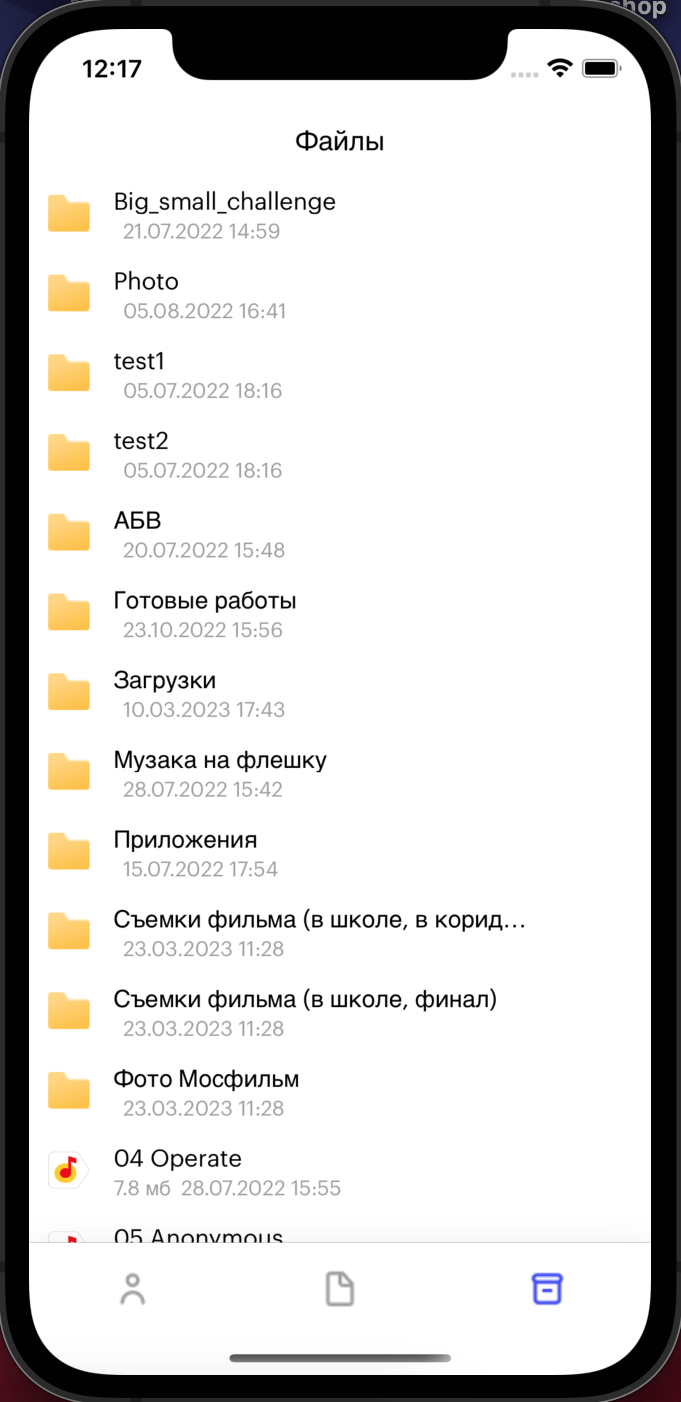 shop
12:17
Файлы
Big_small_challenge
21.07.2022 14:59
Photo
05.08.2022 16:41
test1
05.07.2022 18:16
test2
05.07.2022 18:16
АБВ
20.07.2022 15:48
Готовые работы
23.10.2022 15:56
Загрузки
10.03.2023 17:43
Музака на флешку
28.07.2022 15:42
Приложения
15.07.2022 17:54
Съемки фильма (в школе, в корид...
23.03.2023 11:28
Съемки фильма (в школе, финал)
23.03.2023 11:28
Фото Мосфильм
23.03.2023 11:28
04 Operate
7.8 мб 28.07.2022 15:55
05 Anonymous